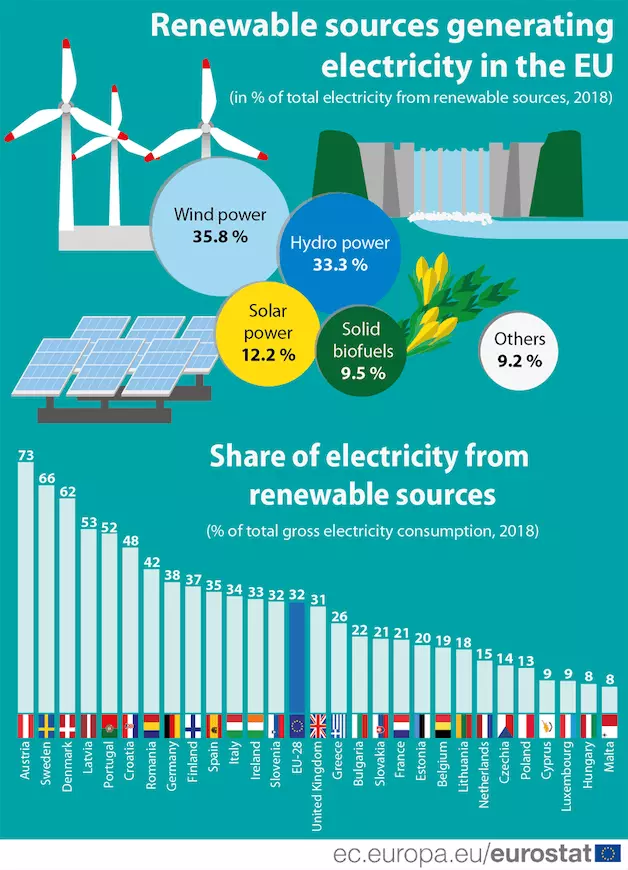 Renewable sources generating
electricity in the EU
(in % of total electricity from renewable sources, 2018)
Wind power
35.8 %
Hydro power
33.3 %
Solar
power
12.2 %
Solid
biofuels
9.5 %
Others
9.2 %
Share of electricity from
renewable sources
(% of total gross electricity consumption, 2018)
73
66
62
53
52
48
42
38
37
35
34
33
32
32
31
26
22
21
21
20
19
18
15
14
13
9
9
8
8
Austria
Sweden
Denmark
Latvia
Portugal
Croatia
Romania
Germany
Finland
Spain
Italy
Ireland
Slovenia
EU-28
United Kingdom
Greece
Bulgaria
Slovakia
France
Estonia
Belgium
Lithuania
Netherlands
Czechia
Poland
Cyprus
Luxembourg
Hungary
Malta
ec.europa.eu/eurostat